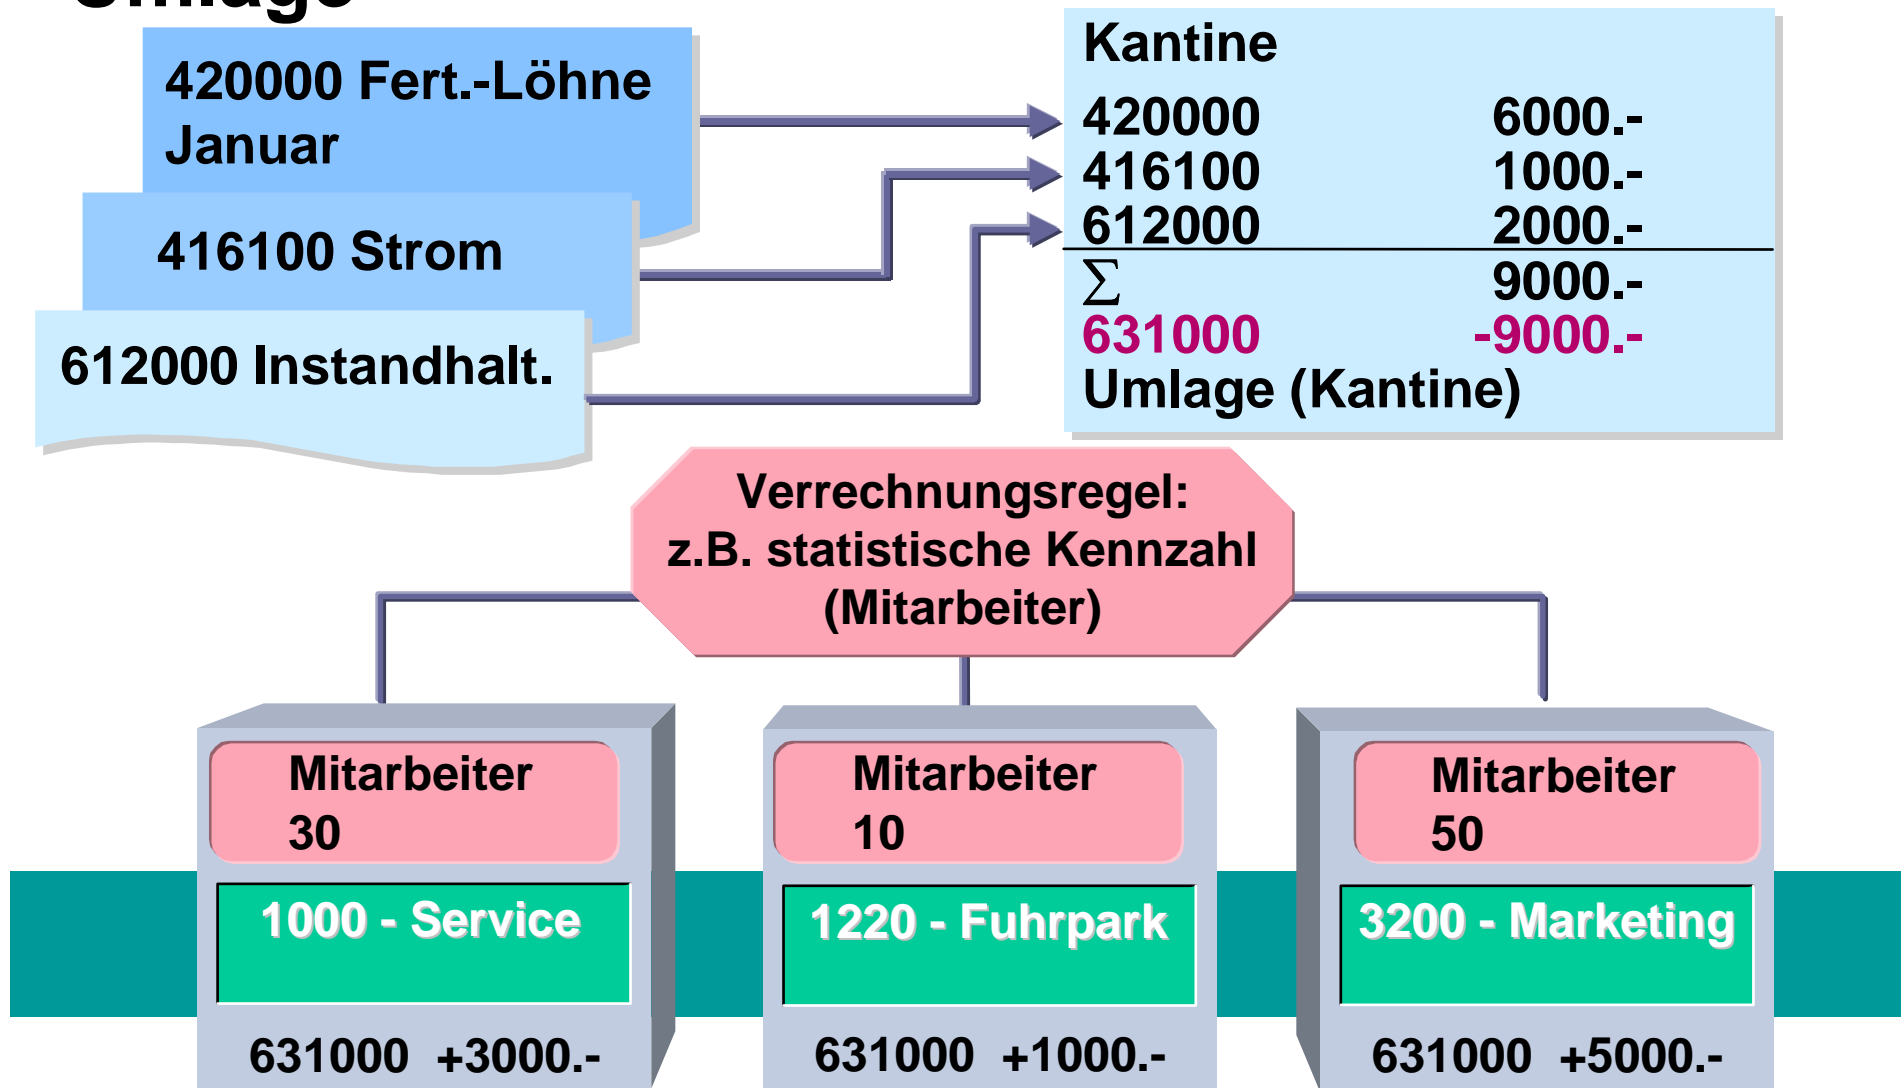 Umlage
420000 Fert.-Löhne
Januar
416100 Strom
612000 Instandhalt.
Kantine
420000 6000.-
416100 1000.-
612000 2000.-
∑ 9000.-
631000 -9000.-
Umlage (Kantine)
Verrechnungsregel:
z.B. statistische Kennzahl
(Mitarbeiter)
Mitarbeiter
30
1000 - Service
631000 +3000.-
Mitarbeiter
10
1220 - Fuhrpark
631000 +1000.-
Mitarbeiter
50
3200 - Marketing
631000 +5000.-